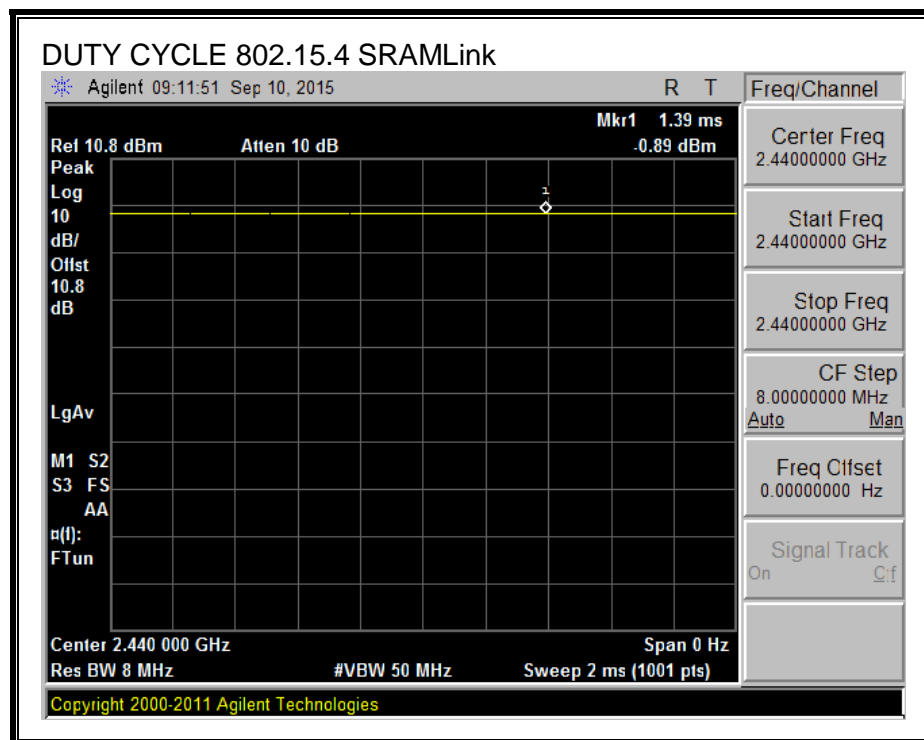 DUTY CYCLE 802.15.4 SRAMLink
Agilent 09:11:51 Sep 10, 2015 R T Freq/Channel
Mkr1 1.39 ms
Ref 10.8 dBm Atten 10 dB -0.89 dBm
Peak
Log
10
dB/
Offst
10.8
dB
LgAv
M1 S2
S3 FS
AA
¤(f):
FTun
1
Center 2.440 000 GHz Span 0 Hz
Res BW 8 MHz #VBW 50 MHz Sweep 2 ms (1001 pts)
Center Freq
2.44000000 GHz
Start Freq
2.44000000 GHz
Stop Freq
2.44000000 GHz
CF Step
8.00000000 MHz
Auto Man
Freq Offset
0.00000000 Hz
Signal Track
On Off
Copyright 2000-2011 Agilent Technologies